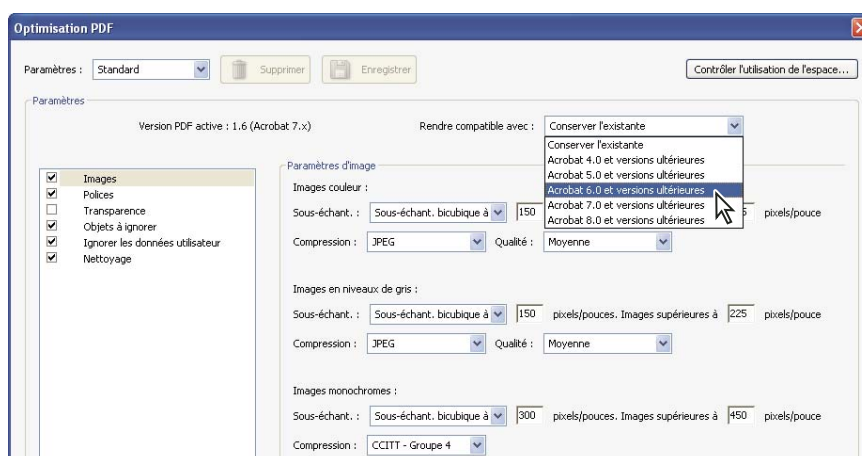 Optimisation PDF
Paramètres : Standard Supprimer Enregistrer Contrôler l'utilisation de l'espace...
Paramètres
Version PDF active : 1.6 (Acrobat 7.x) Rendre compatible avec : Conserver l'existante
Conserver l'existante
Acrobat 4.0 et versions ultérieures
Acrobat 5.0 et versions ultérieures
Acrobat 6.0 et versions ultérieures
Acrobat 7.0 et versions ultérieures
Acrobat 8.0 et versions ultérieures
Images
Polices
Transparence
Objets à ignorer
Ignorer les données utilisateur
Nettoyage
Paramètres d'image
Images couleur :
Sous-échant. : Sous-échant. bicubique à 150 pixels/pouce
Compression : JPEG Qualité : Moyenne
Images en niveaux de gris :
Sous-échant. : Sous-échant. bicubique à 150 pixels/pouces. Images supérieures à 225 pixels/pouce
Compression : JPEG Qualité : Moyenne
Images monochromes :
Sous-échant. : Sous-échant. bicubique à 300 pixels/pouces. Images supérieures à 450 pixels/pouce
Compression : CCITT - Groupe 4